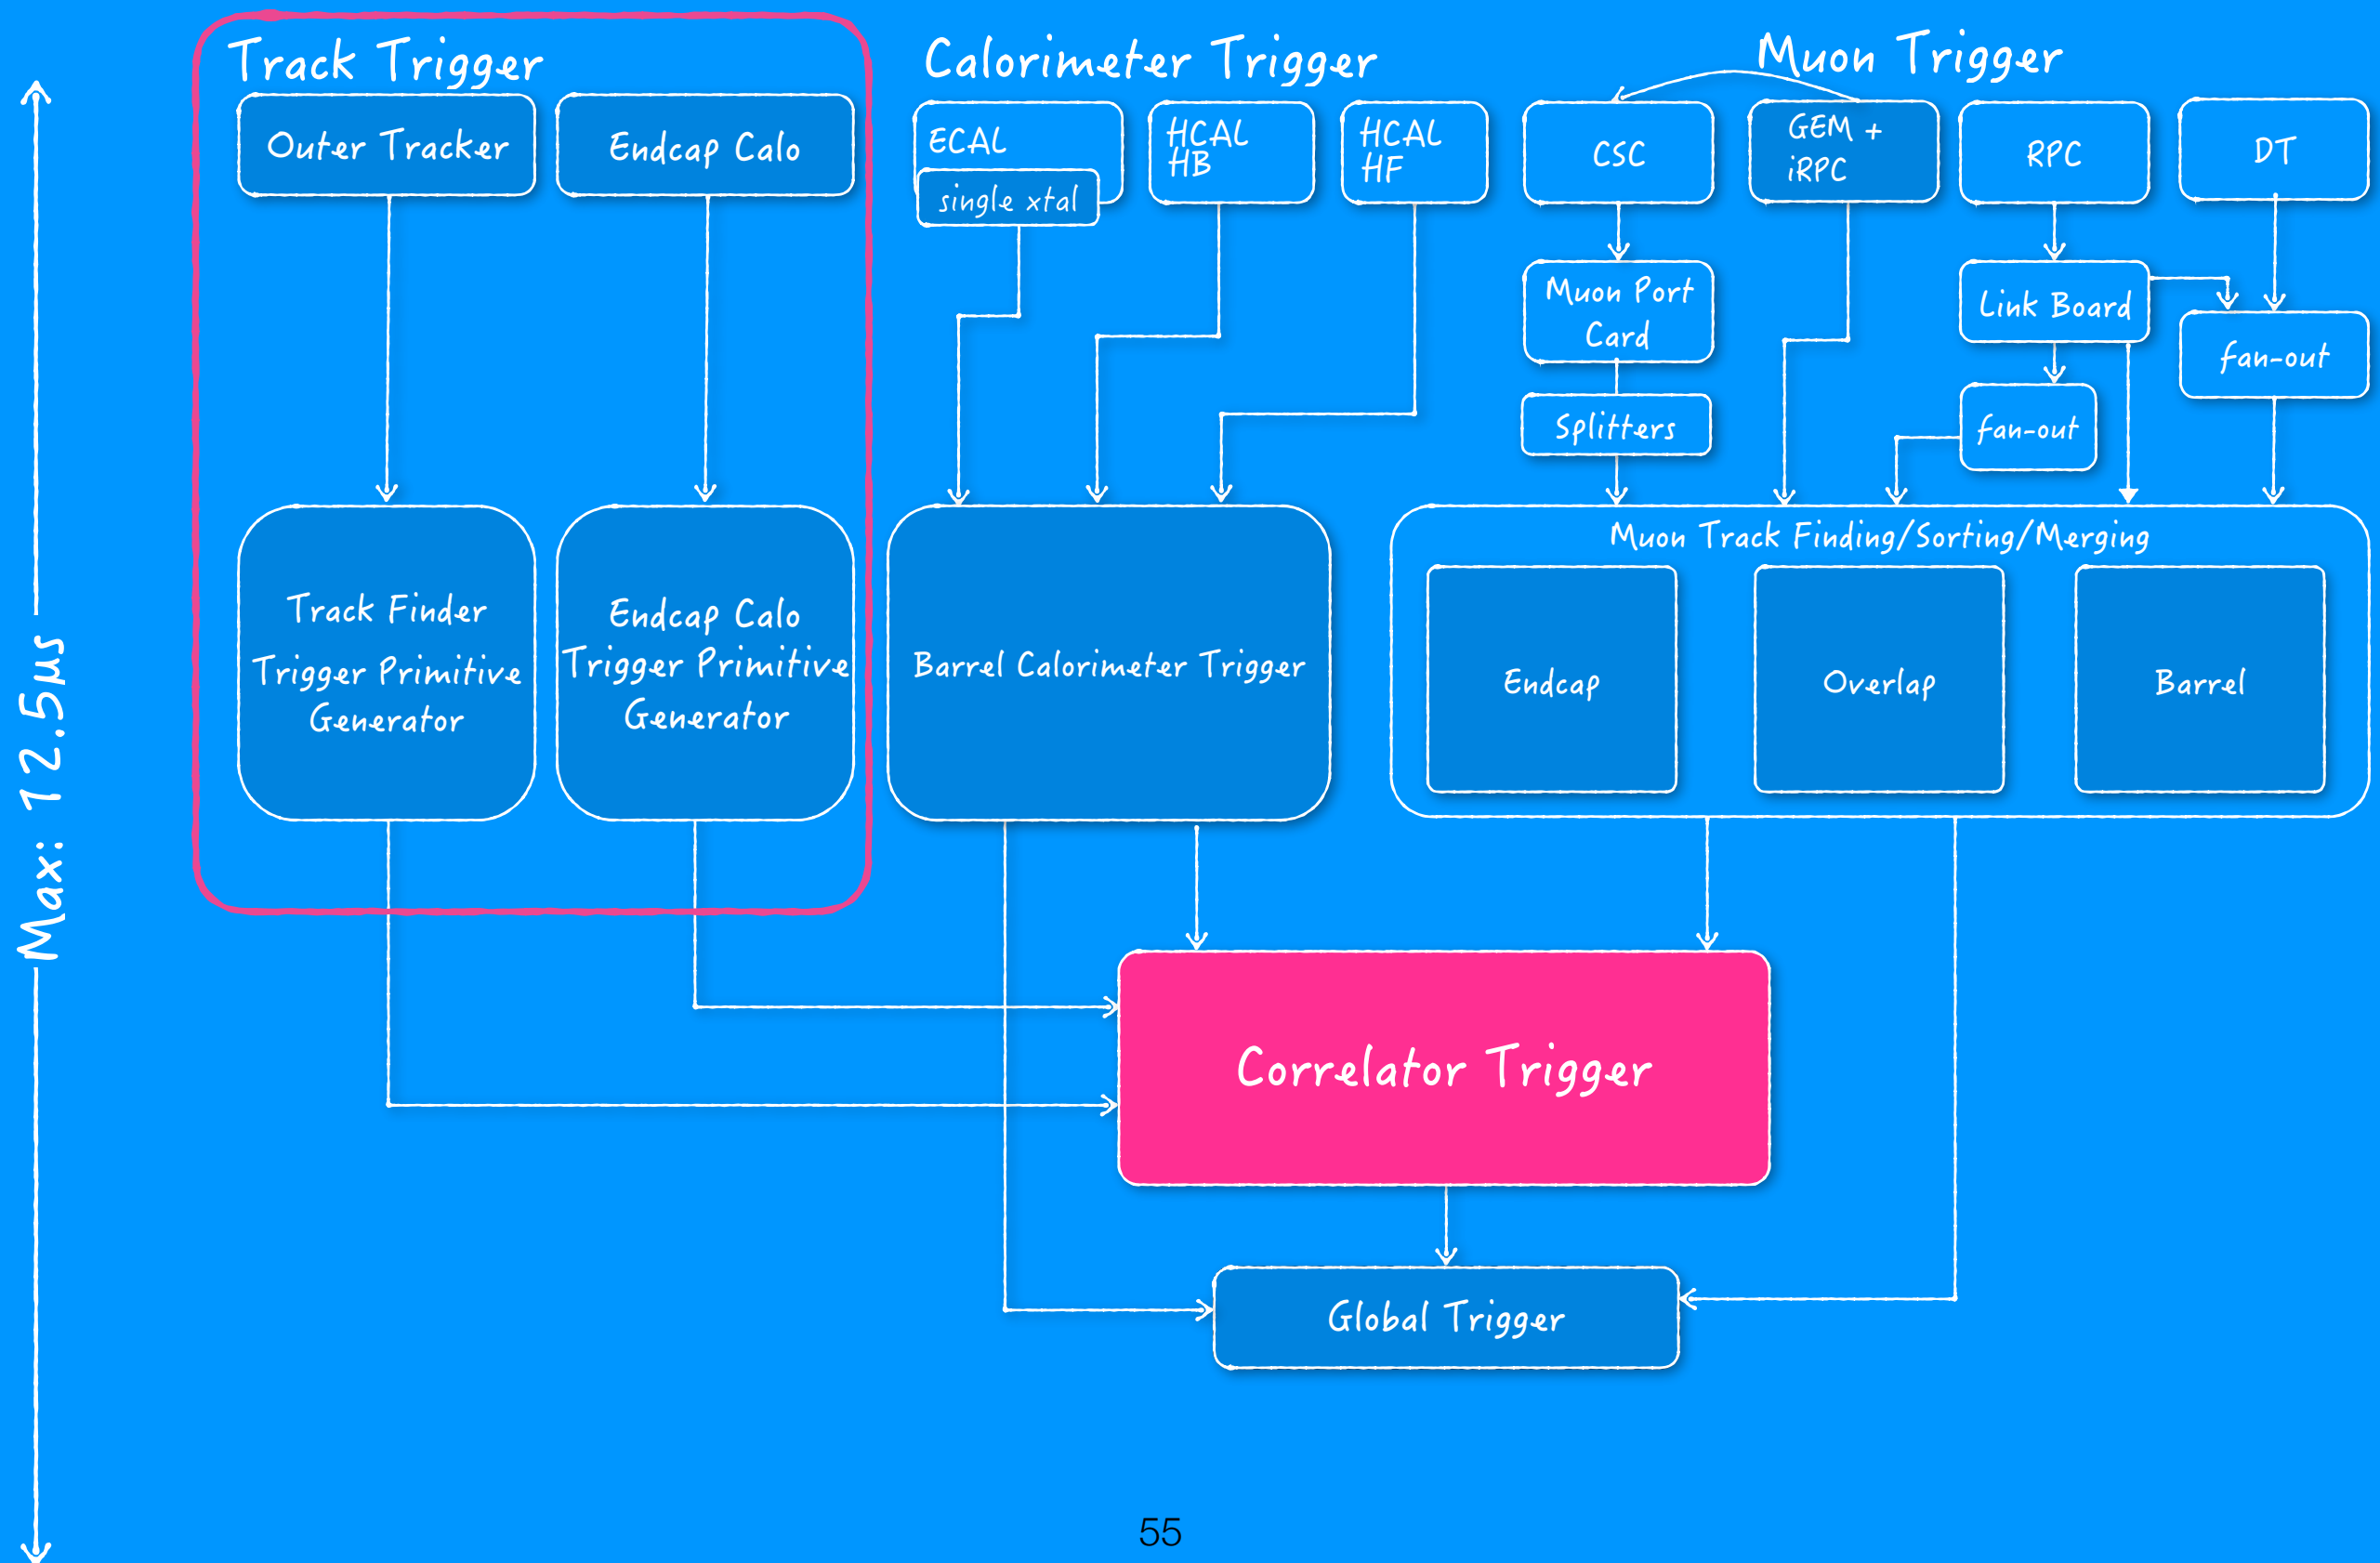 Track Trigger
Calorimeter Trigger
Muon Trigger
Outer Tracker
Endcap Calo
ECAL
single xtal
HCAL
HB
HCAL
HF
CSC
GEM +
iRPC
RPC
DT
Muon Port
Card
Splitters
Link Board
fan-out
fan-out
Max: 12.5μs
Track Finder
Trigger Primitive
Generator
Endcap Calo
Trigger Primitive
Generator
Barrel Calorimeter Trigger
Muon Track Finding/Sorting/Merging
Endcap
Overlap
Barrel
Correlator Trigger
Global Trigger
55